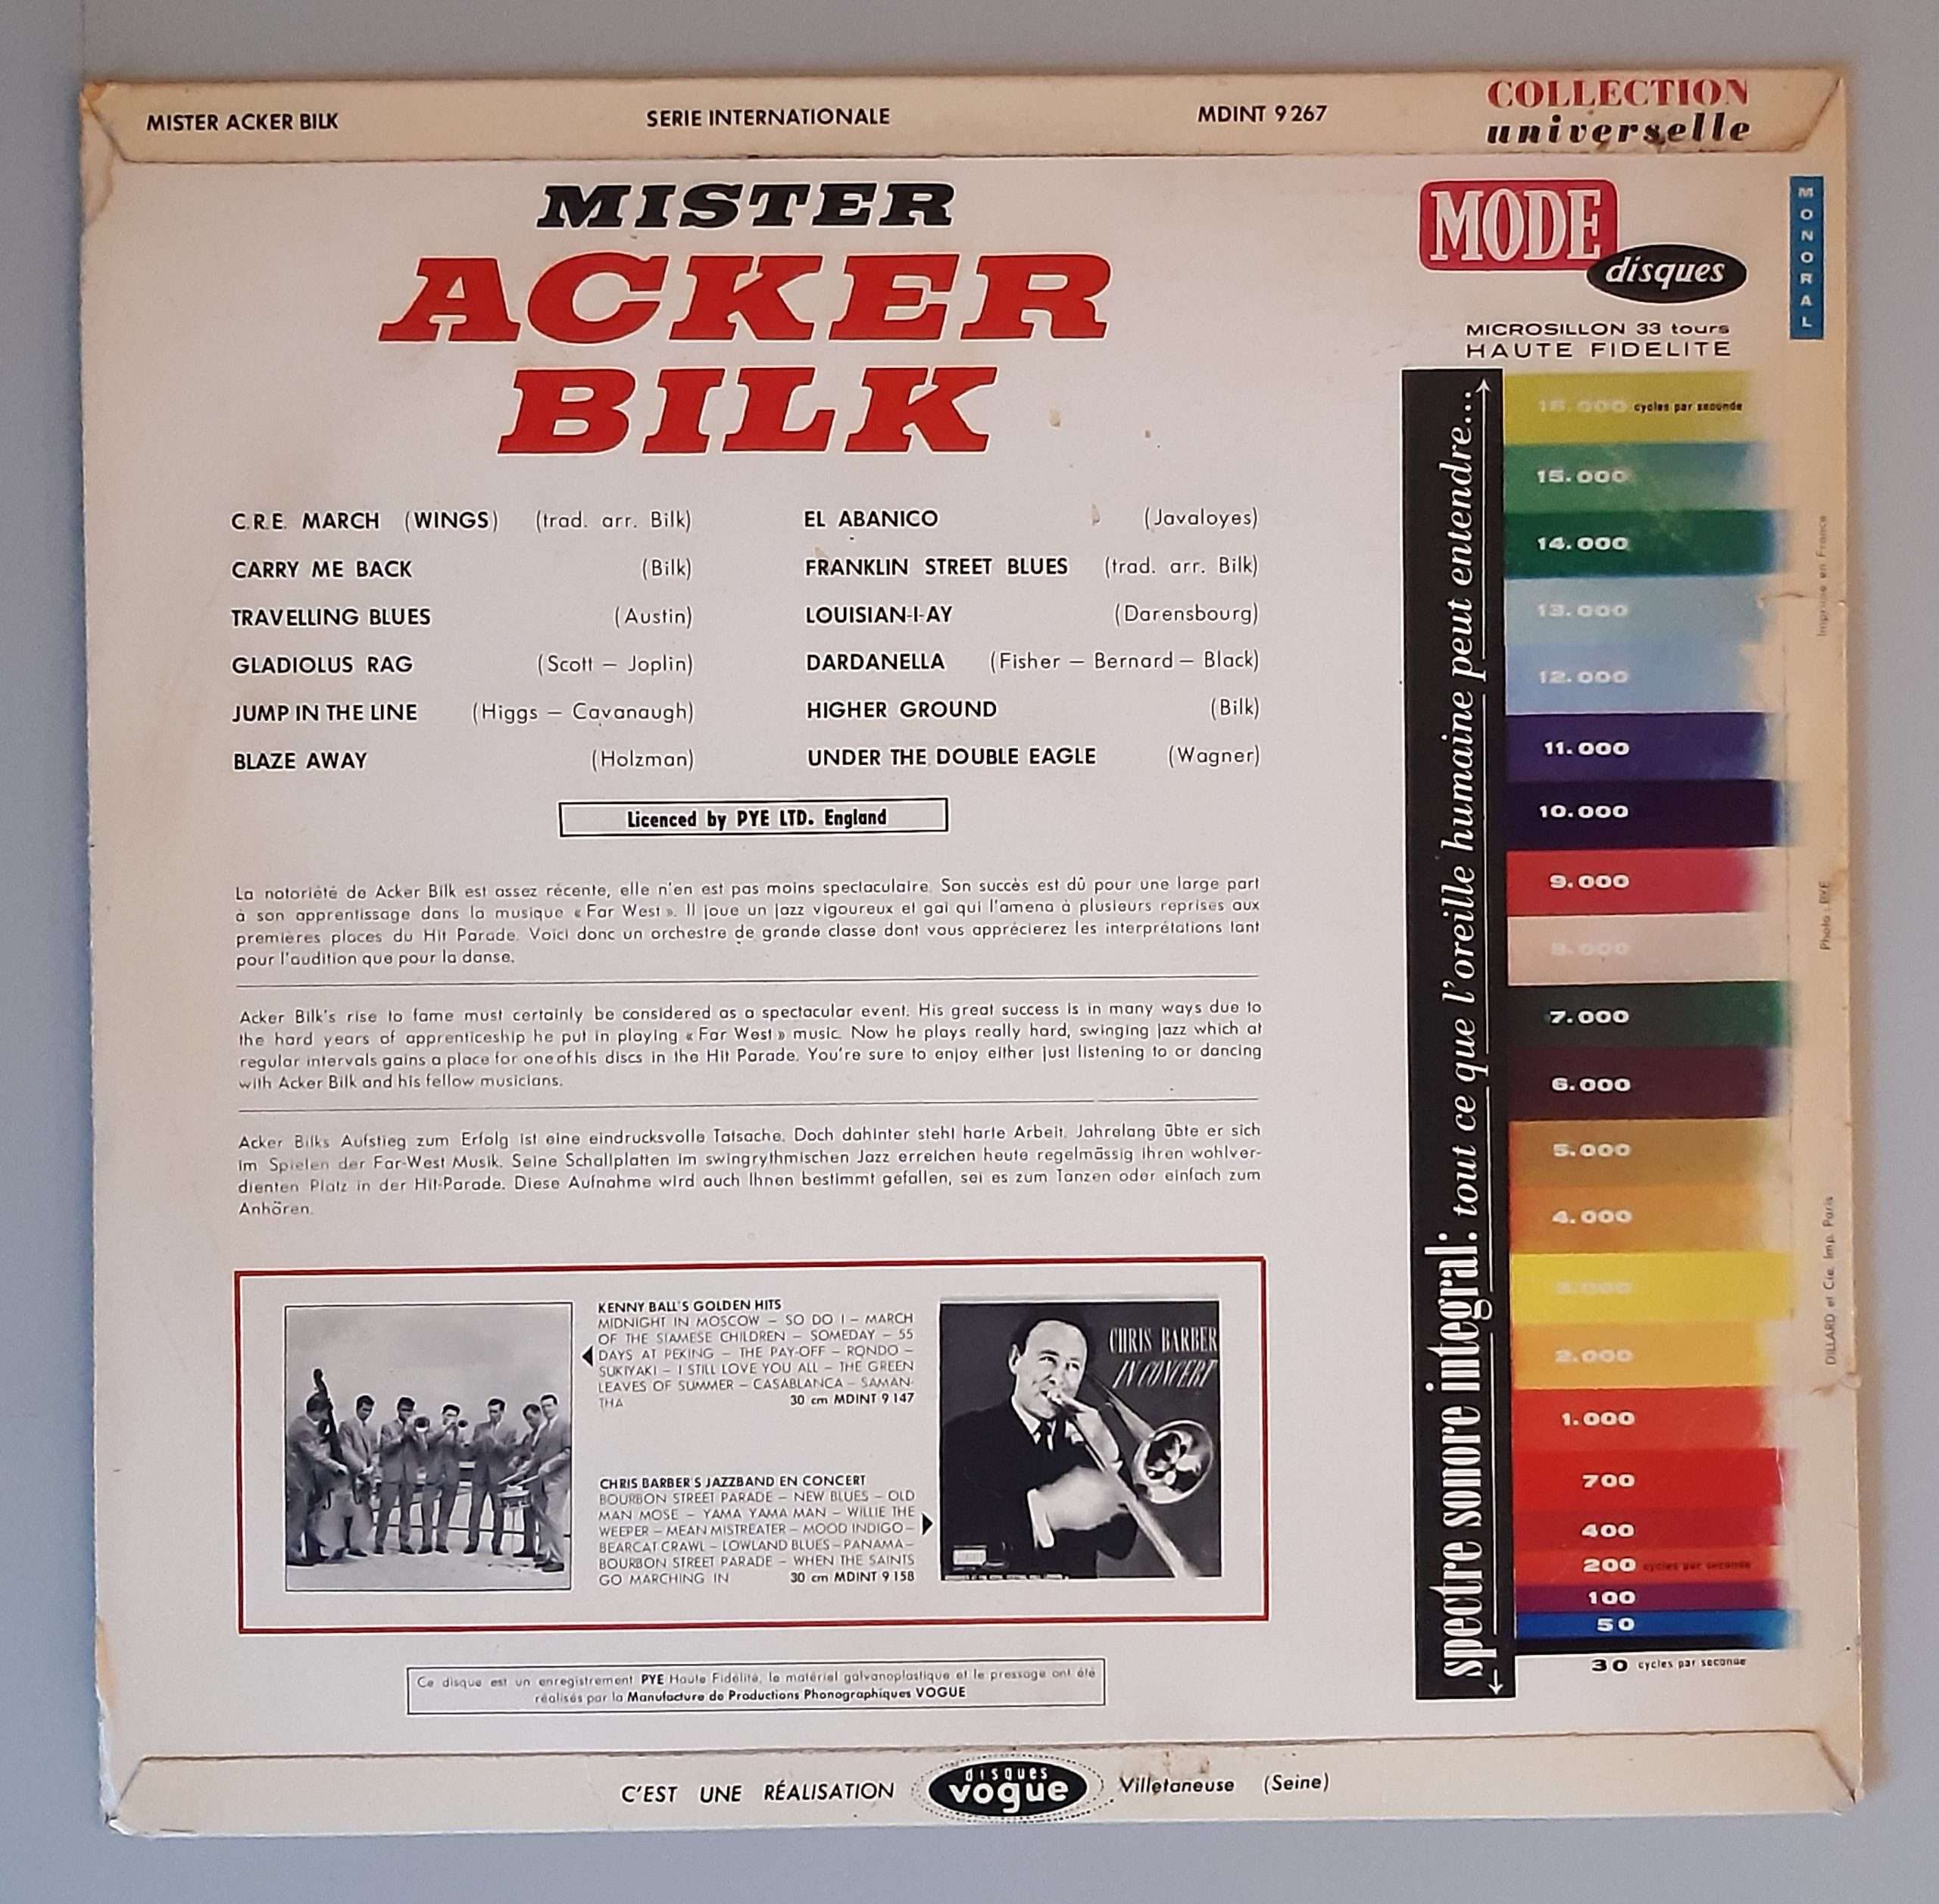 MISTER ACKER BILK SERIE INTERNATIONALE MDINT 9267
COLLECTION
universelle
MISTER
ACKER
BILK
C.R.E. MARCH (WINGS) (trad. arr. Bilk)
CARRY ME BACK (Bilk)
TRAVELLING BLUES (Austin)
GLADIOLUS RAG (Scott – Joplin)
JUMP IN THE LINE (Higgs – Cavanaugh)
BLAZE AWAY (Holzman)
EL ABANICO (Javaloyes)
FRANKLIN STREET BLUES (trad. arr. Bilk)
LOUISIAN-I-AY (Darensbourg)
DARDANELLA (Fisher – Bernard – Black)
HIGHER GROUND (Bilk)
UNDER THE DOUBLE EAGLE (Wagner)
Licenced by PYE LTD. England
La notoriété de Acker Bilk est assez récente, elle n'en est pas moins spectaculaire. Son succès est dû pour une large part
à son apprentissage dans la musique « Far West ». Il joue un jazz vigoureux et gai qui l'amena à plusieurs reprises aux
premières places du Hit Parade. Voici donc un orchestre de grande classe dont vous apprécierez les interprétations tant
pour l'audition que pour la danse.
Acker Bilk's rise to fame must certainly be considered as a spectacular event. His great success is in many ways due to
the hard years of apprenticeship he put in playing « Far West » music. Now he plays really hard, swinging jazz which at
regular intervals gains a place for one of his discs in the Hit Parade. You're sure to enjoy either just listening to or dancing
with Acker Bilk and his fellow musicians.
Acker Bilks Aufstieg zum Erfolg ist eine eindrucksvolle Tatsache. Doch dahinter steht harte Arbeit. Jahrelang übte er sich
im Spielen der Far-West Musik. Seine Schallplatten im swingrythmischen Jazz erreichen heute regelmässig ihren wohlver-
dienten Platz in der Hit-Parade. Diese Aufnahme wird auch Ihnen bestimmt gefallen, sei es zum Tanzen oder einfach zum
Anhören.
KENNY BALL'S GOLDEN HITS
MIDNIGHT IN MOSCOW – SO DO I – MARCH
OF THE SIAMESE CHILDREN – SOMEDAY – 55
DAYS AT PEKING – THE PAY-OFF – RONDO –
SUKIYAKI – I STILL LOVE YOU ALL – THE GREEN
LEAVES OF SUMMER – CASABLANCA – SAMAN-
THA 30 cm MDINT 9147
CHRIS BARBER'S JAZZBAND EN CONCERT
BOURBON STREET PARADE – NEW BLUES – OLD
MAN MOSE – YAMA YAMA MAN – WILLIE THE
WEEPER – MEAN MISTREATER – MOOD INDIGO –
BEARCAT CRAWL – LOWLAND BLUES – PANAMA –
BOURBON STREET PARADE – WHEN THE SAINTS
GO MARCHING IN 30 cm MDINT 9158
CHRIS BARBER
IN CONCERT
Ce disque est un enregistrement PYE Haute Fidélité, le matériel galvanoplastique et le pressage ont été
réalisés par la Manufacture de Productions Phonographiques VOGUE
C'EST UNE RÉALISATION disques vogue Villetaneuse (Seine)
MODE
disques
MONORAL
MICROSILLON 33 tours
HAUTE FIDELITE
spectre sonore integral: tout ce que l'oreille humaine peut entendre...
16.000 cycles par seconde
15.000
14.000
13.000
12.000
11.000
10.000
9.000
8.000
7.000
6.000
5.000
4.000
3.000
2.000
1.000
700
400
200 cycles par seconde
100
50
30 cycles par seconde
Imprimé en France
Photo : PYE
DILLARD et Cie. Imp. Paris